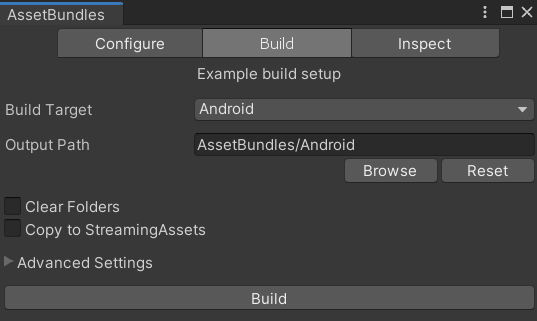 AssetBundles
Configure Build Inspect
Example build setup
Build Target Android
Output Path AssetBundles/Android
Browse Reset
Clear Folders
Copy to StreamingAssets
Advanced Settings
Build